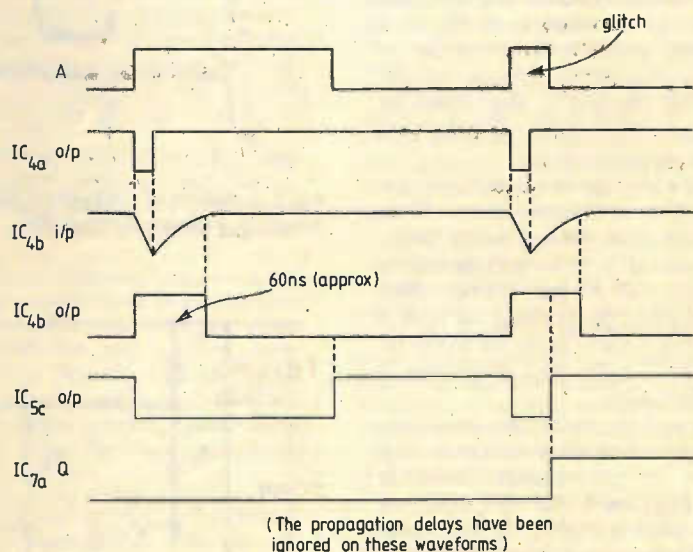 glitch
A
IC4a o/p
IC4b i/p
60ns (approx)
IC4b o/p
IC5c o/p
IC7a Q
(The propagation delays have been
ignored on these waveforms)